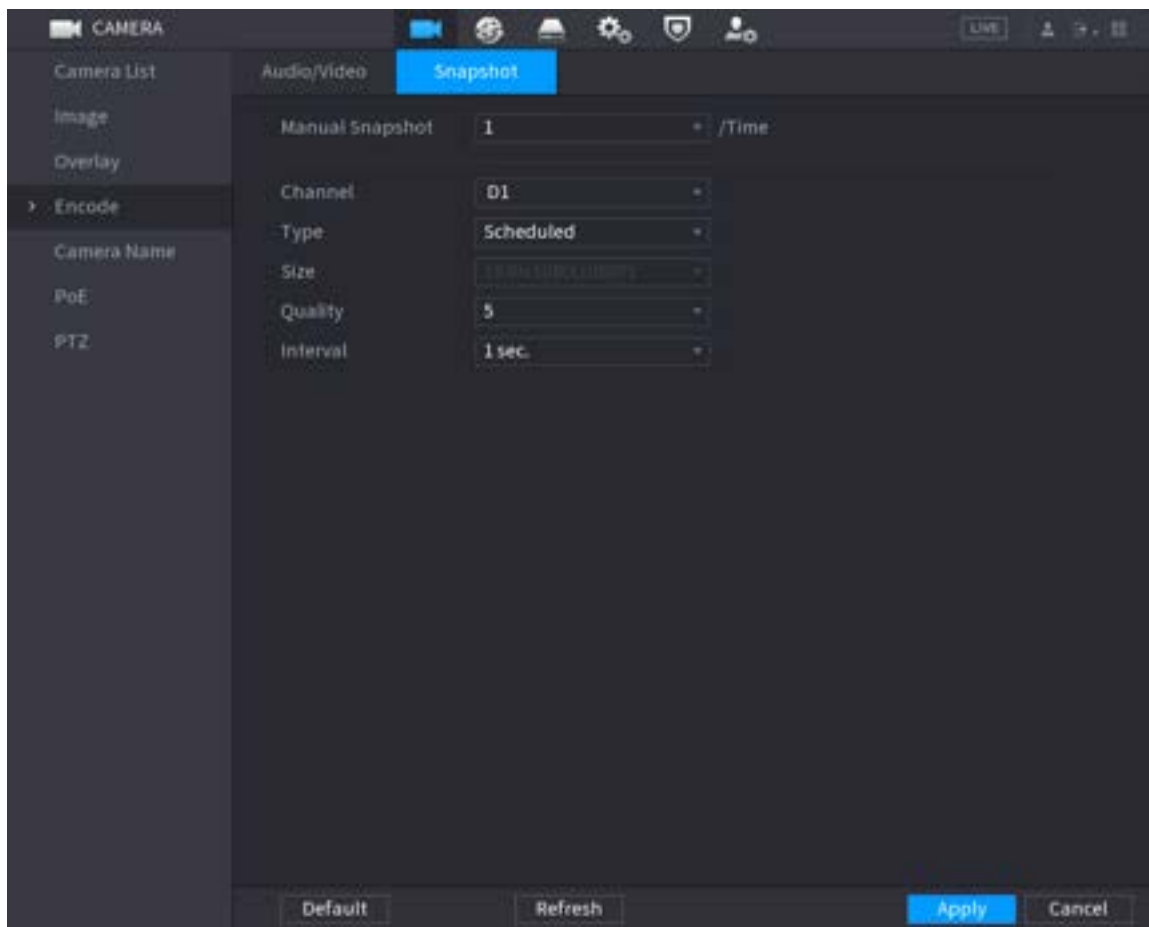 CAMERA
LIVE
Camera List
Audio/Video
Snapshot
Image
Manual Snapshot 1 /Time
Overlay
Channel D1
Encode
Type Scheduled
Camera Name
Size
PoE
Quality 5
PTZ
Interval 1 sec.
Default Refresh Apply Cancel